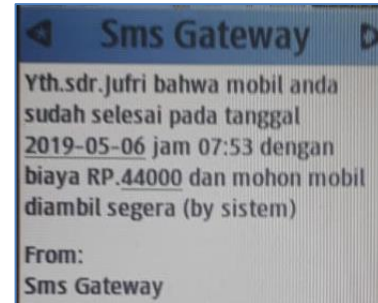 Sms Gateway
Yth.sdr.Jufri bahwa mobil anda
sudah selesai pada tanggal
2019-05-06 jam 07:53 dengan
biaya RP.44000 dan mohon mobil
diambil segera (by sistem)
From:
Sms Gateway